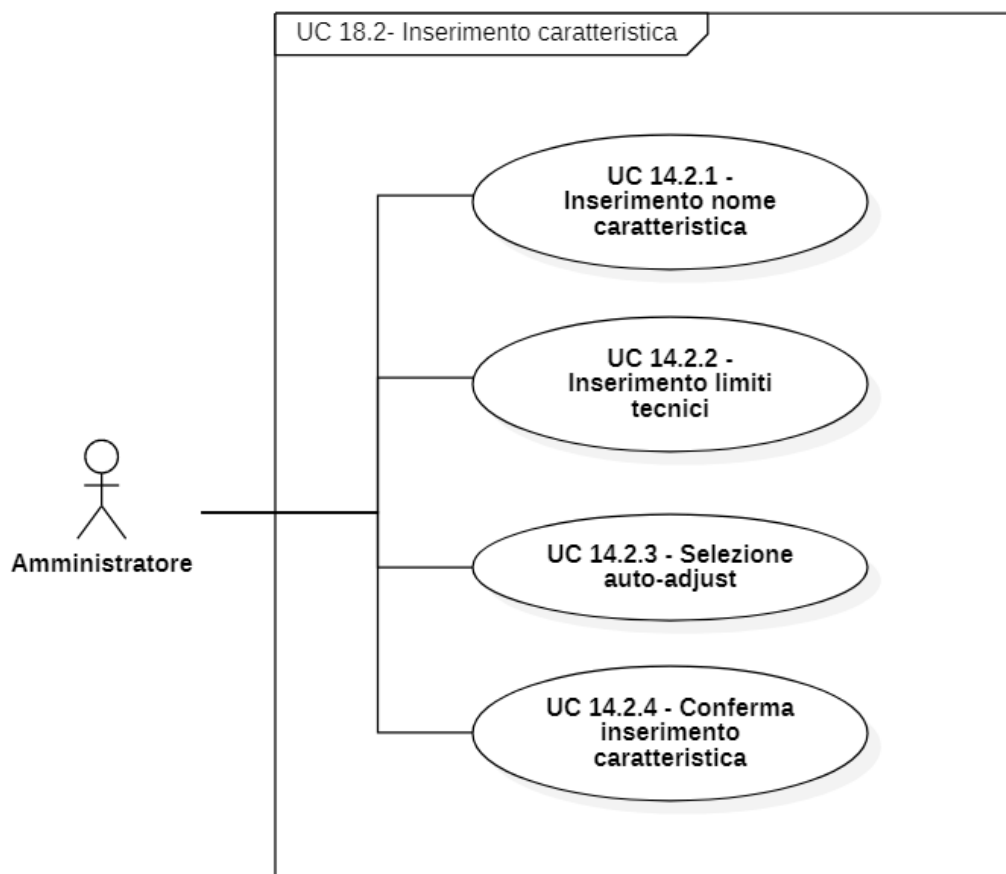 UC 18.2- Inserimento caratteristica
UC 14.2.1 -
Inserimento nome
caratteristica
UC 14.2.2 -
Inserimento limiti
tecnici
Amministratore
UC 14.2.3 - Selezione
auto-adjust
UC 14.2.4 - Conferma
inserimento
caratteristica